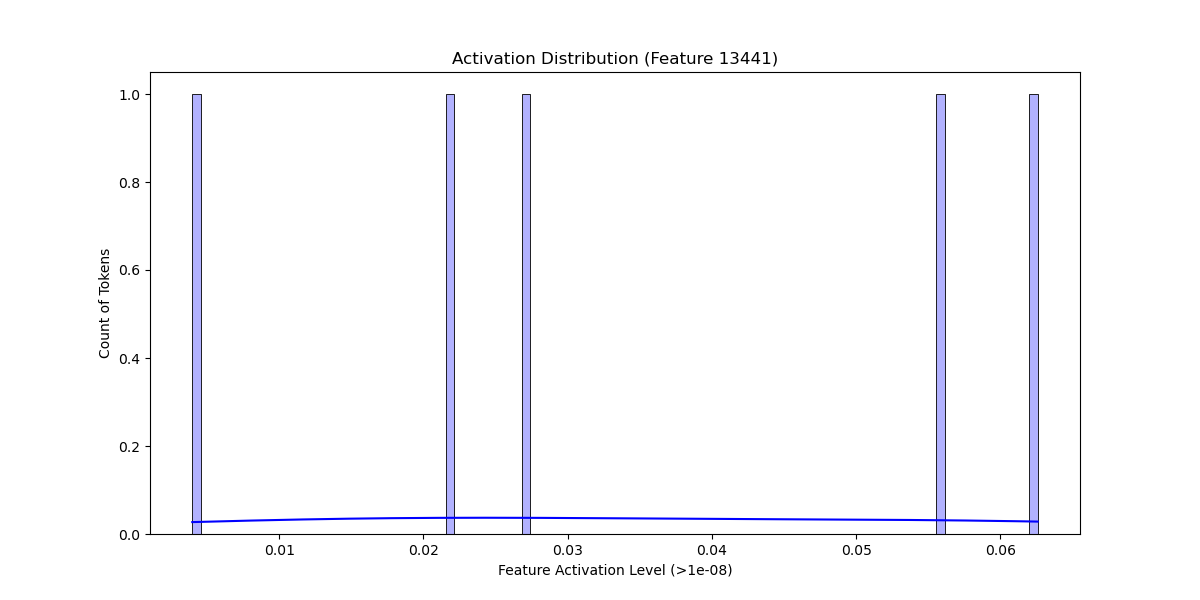 Activation Distribution (Feature 13441)
1.0
0.8
0.6
0.4
0.2
0.0
Count of Tokens
0.01 0.02 0.03 0.04 0.05 0.06
Feature Activation Level (>1e-08)